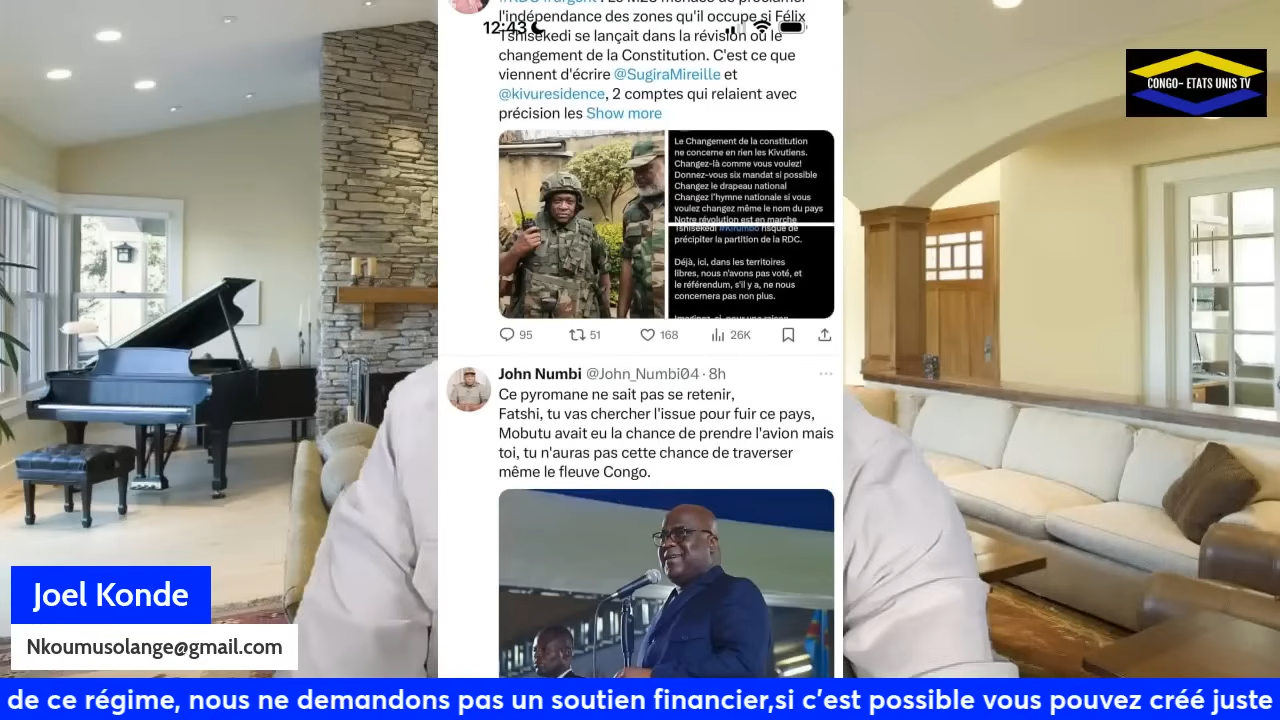 12:43
l'indépendance des zones qu'il occupe si Félix
Tshisekedi se lançait dans la révision ou le
changement de la Constitution. C'est ce que
viennent d'écrire @SugiraMireille et
@kivuresidence, 2 comptes qui relaient avec
précision les Show more
Le Changement de la constitution
ne concerne en rien les Kivutiens.
Changez-là comme vous voulez!
Donnez-vous six mandat si possible
Changez le drapeau national
Changez l'hymne nationale si vous
voulez changez même le nom du pays
Notre révolution est en marche
Tshisekedi #Kirumbo risque de
précipiter la partition de la RDC.
Déjà, ici, dans les territoires
libres, nous n'avons pas voté, et
le référendum, s'il y a, ne nous
concernera pas non plus.
95 51 168 26K
John Numbi @John_Numbi04 · 8h
Ce pyromane ne sait pas se retenir,
Fatshi, tu vas chercher l'issue pour fuir ce pays,
Mobutu avait eu la chance de prendre l'avion mais
toi, tu n'auras pas cette chance de traverser
même le fleuve Congo.
CONGO- ETATS UNIS TV
Joel Konde
Nkoumusolange@gmail.com
de ce régime, nous ne demandons pas un soutien financier,si c'est possible vous pouvez créé juste